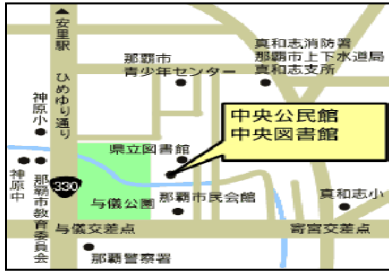 ▲安里駅
ひめゆり通り
那覇市
青少年センター
真和志消防署
那覇市上下水道局
真和志支所
中央公民館
中央図書館
神原小
神原中
那覇市教育委員会
330
県立図書館
与儀公園
那覇市民会館
真和志小
与儀交差点
寄宮交差点
那覇警察署